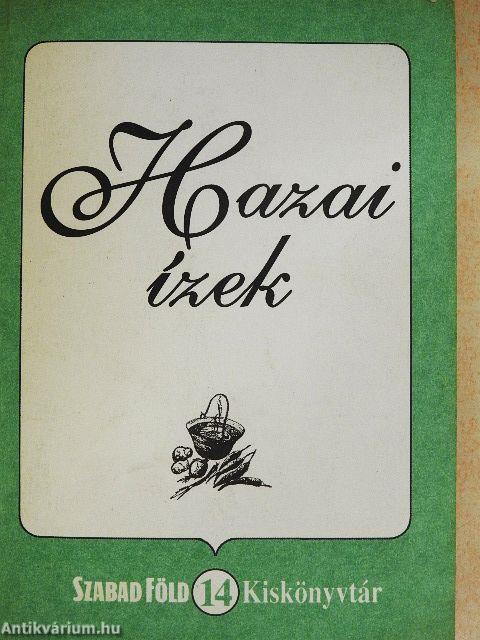 Hazai
ízek
SZABAD FÖLD 14 Kiskönyvtár
Antikvárium.hu